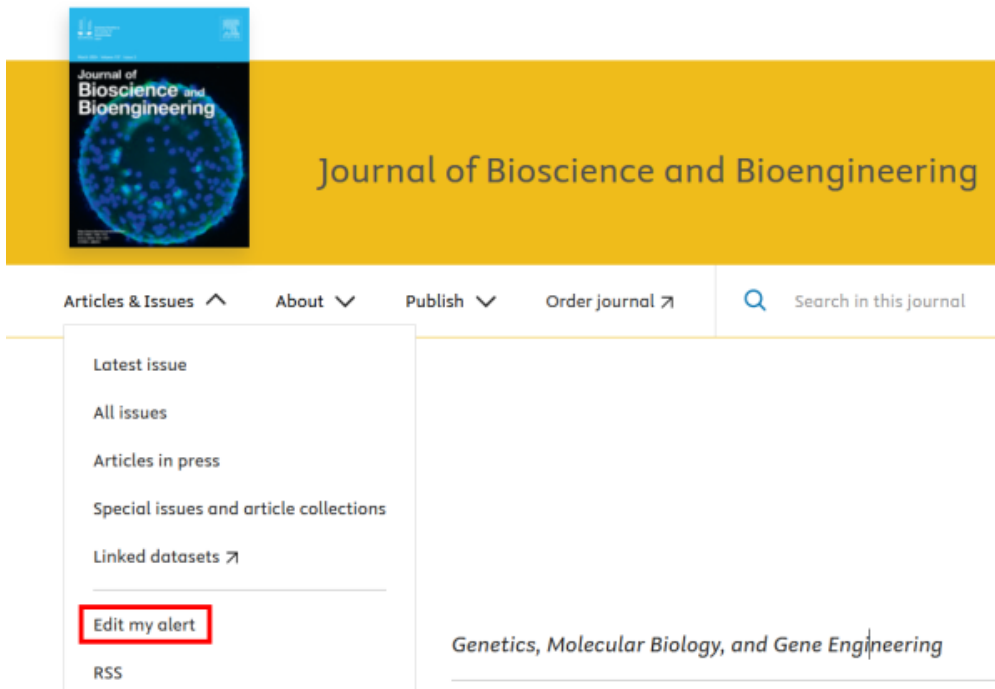 Journal of
Bioscience and
Bioengineering
Journal of Bioscience and Bioengineering
Articles & Issues
About
Publish
Order journal
Search in this journal
Latest issue
All issues
Articles in press
Special issues and article collections
Linked datasets
Edit my alert
Genetics, Molecular Biology, and Gene Engineering
RSS